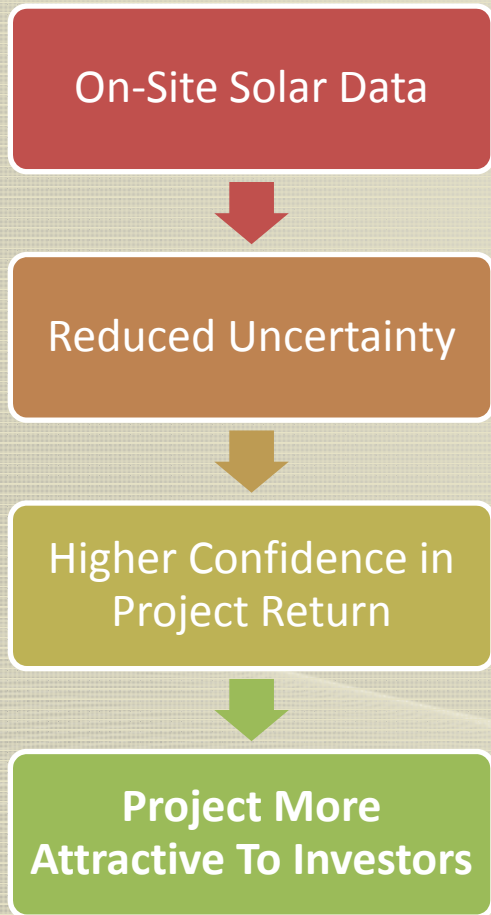 On-Site Solar Data
Reduced Uncertainty
Higher Confidence in
Project Return
Project More
Attractive To Investors